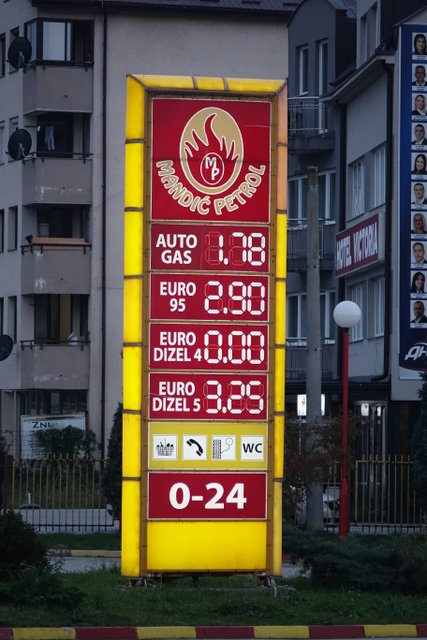 MP
MANDIĆ PETROL
AUTO
GAS 1.78
EURO
95 2.90
EURO
DIZEL 4 0.00
EURO
DIZEL 5 3.25
WC
0-24
HOTEL VICTORIA